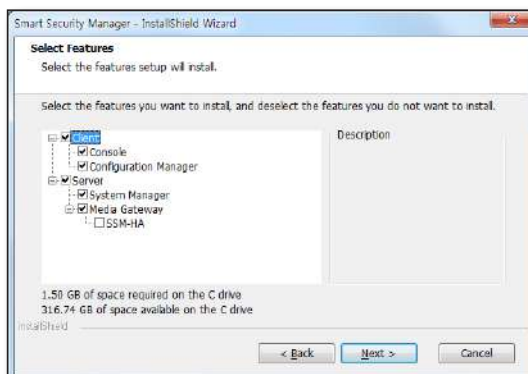 Smart Security Manager - InstallShield Wizard
Select Features
Select the features setup will install.
Select the features you want to install, and deselect the features you do not want to install.
Client
Console
Configuration Manager
Server
System Manager
Media Gateway
SSM-HA
Description
1.50 GB of space required on the C drive
316.74 GB of space available on the C drive
InstallShield
< Back
Next >
Cancel